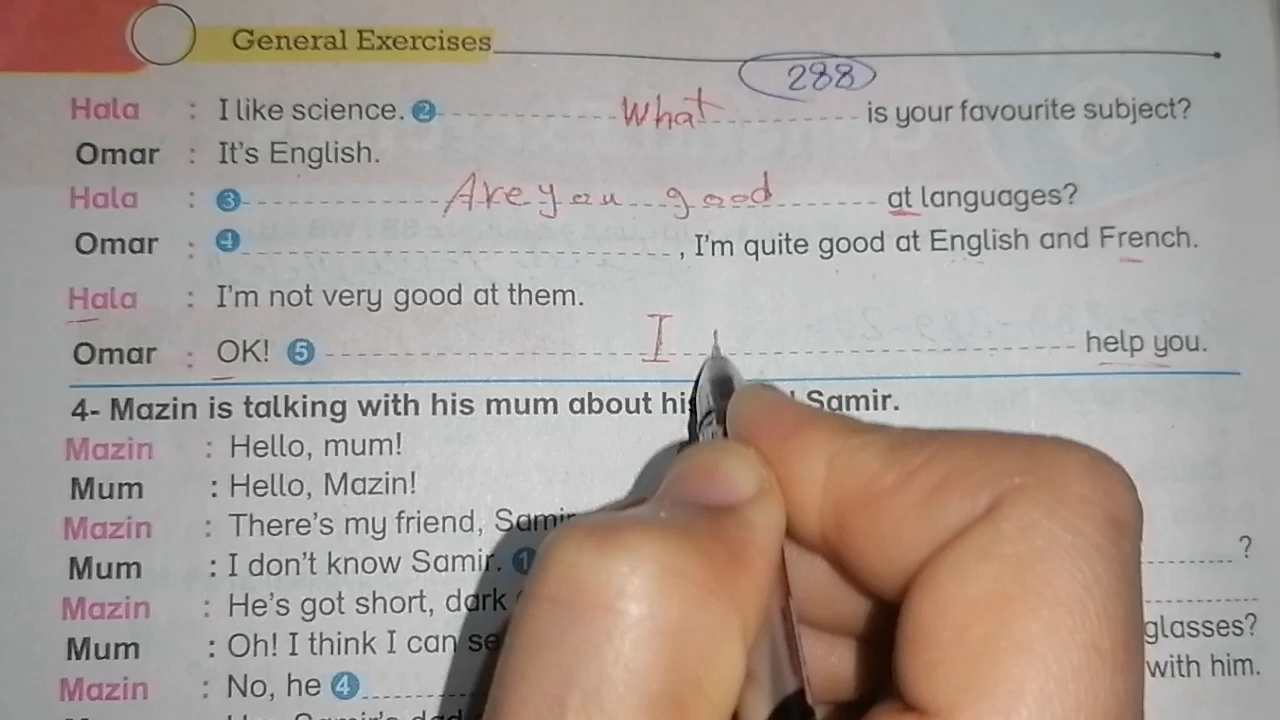 General Exercises
288
Hala : I like science. 2 What is your favourite subject?
Omar : It's English.
Hala : 3 Are you good at languages?
Omar : 4 , I'm quite good at English and French.
Hala : I'm not very good at them.
Omar : OK! 5 I help you.
4- Mazin is talking with his mum about his Samir.
Mazin : Hello, mum!
Mum : Hello, Mazin!
Mazin : There's my friend, Samir
Mum : I don't know Samir. 1 ?
Mazin : He's got short, dark
Mum : Oh! I think I can see glasses?
Mazin : No, he 4 with him.